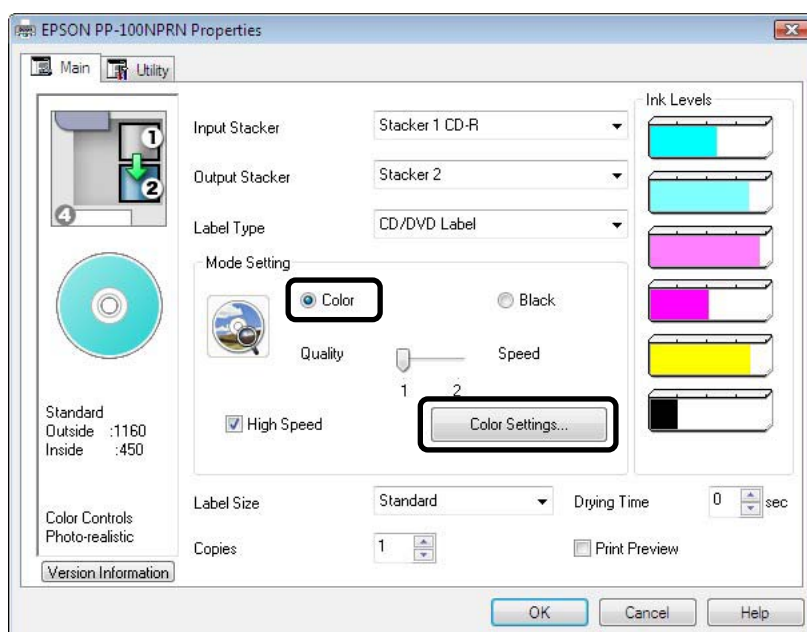 EPSON PP-100NPRN Properties
Main
Utility
1
2
4
Standard
Outside :1160
Inside :450
Color Controls
Photo-realistic
Version Information
Input Stacker
Stacker 1 CD-R
Output Stacker
Stacker 2
Label Type
CD/DVD Label
Mode Setting
Color
Black
Quality
Speed
1 2
High Speed
Color Settings...
Label Size
Standard
Drying Time
0
sec
Copies
1
Print Preview
Ink Levels
OK
Cancel
Help